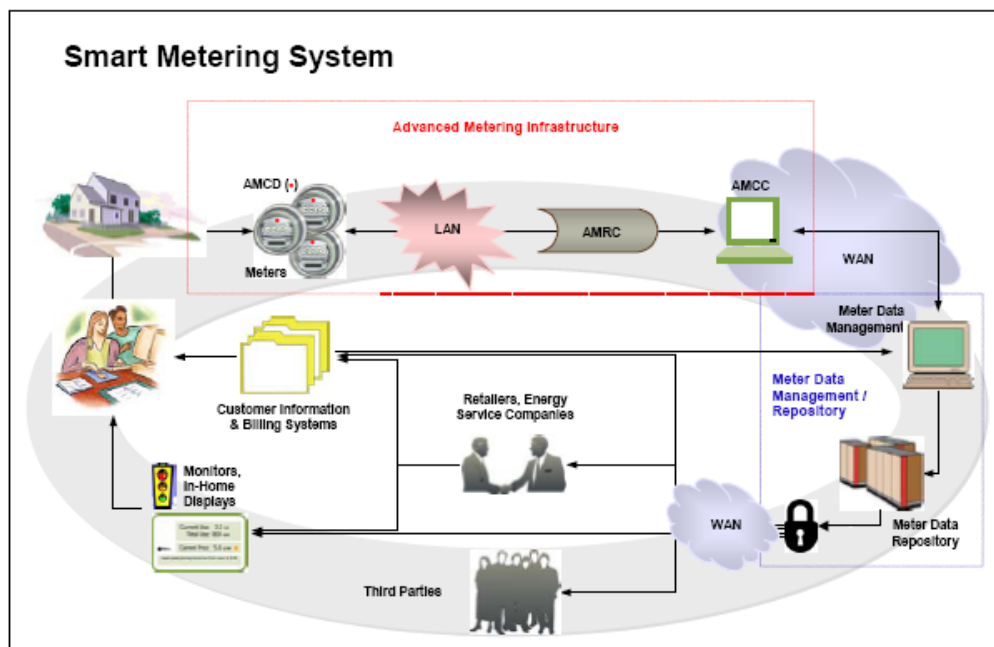 Smart Metering System
Advanced Metering Infrastructure
AMCD (•)
AMCC
LAN
AMRC
WAN
Meters
Meter Data
Management
Meter Data
Management /
Repository
Customer Information
& Billing Systems
Retailers, Energy
Service Companies
Monitors,
In-Home
Displays
WAN
Meter Data
Repository
Third Parties